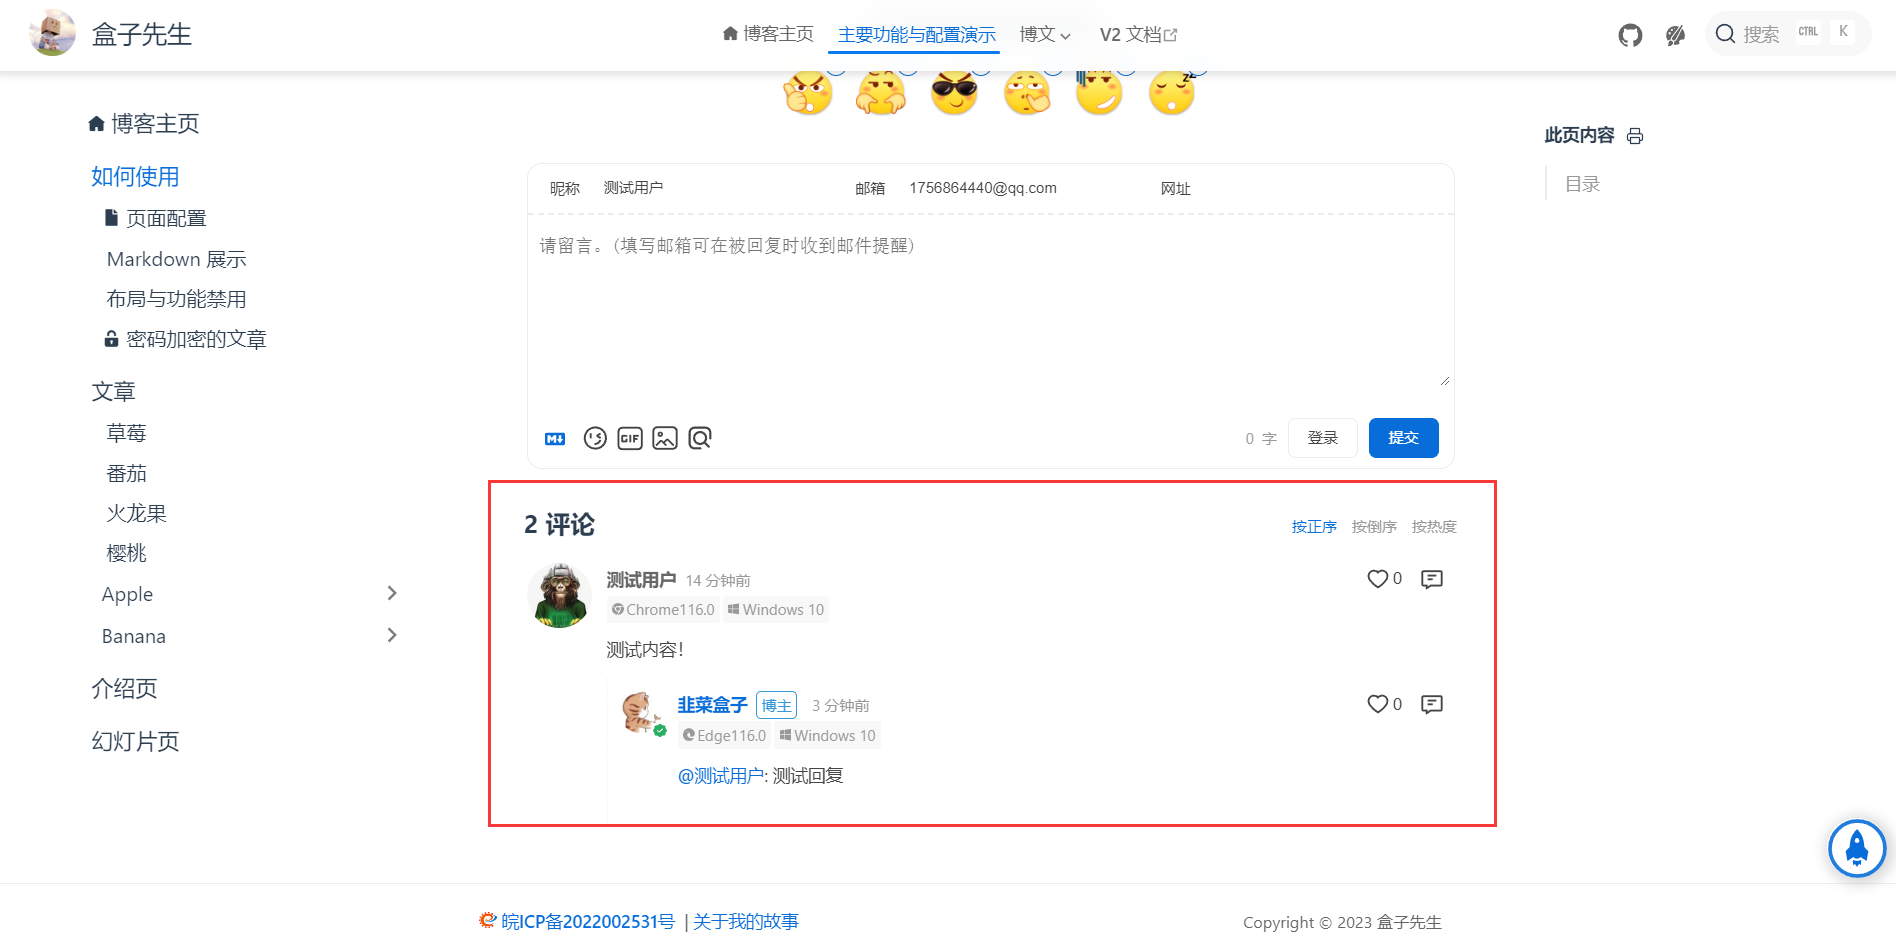 盒子先生
博客主页
主要功能与配置演示
博文
V2 文档
搜索
CTRL
K
博客主页
如何使用
页面配置
Markdown 展示
布局与功能禁用
密码加密的文章
文章
草莓
番茄
火龙果
樱桃
Apple
Banana
介绍页
幻灯片页
昵称 测试用户 邮箱 1756864440@qq.com 网址
请留言。(填写邮箱可在被回复时收到邮件提醒)
M↓ GIF
0 字 登录 提交
2 评论
按正序 按倒序 按热度
测试用户 14 分钟前 0
Chrome116.0 Windows 10
测试内容!
韭菜盒子 博主 3 分钟前 0
Edge116.0 Windows 10
@测试用户: 测试回复
此页内容
目录
皖ICP备2022002531号 | 关于我的故事
Copyright © 2023 盒子先生